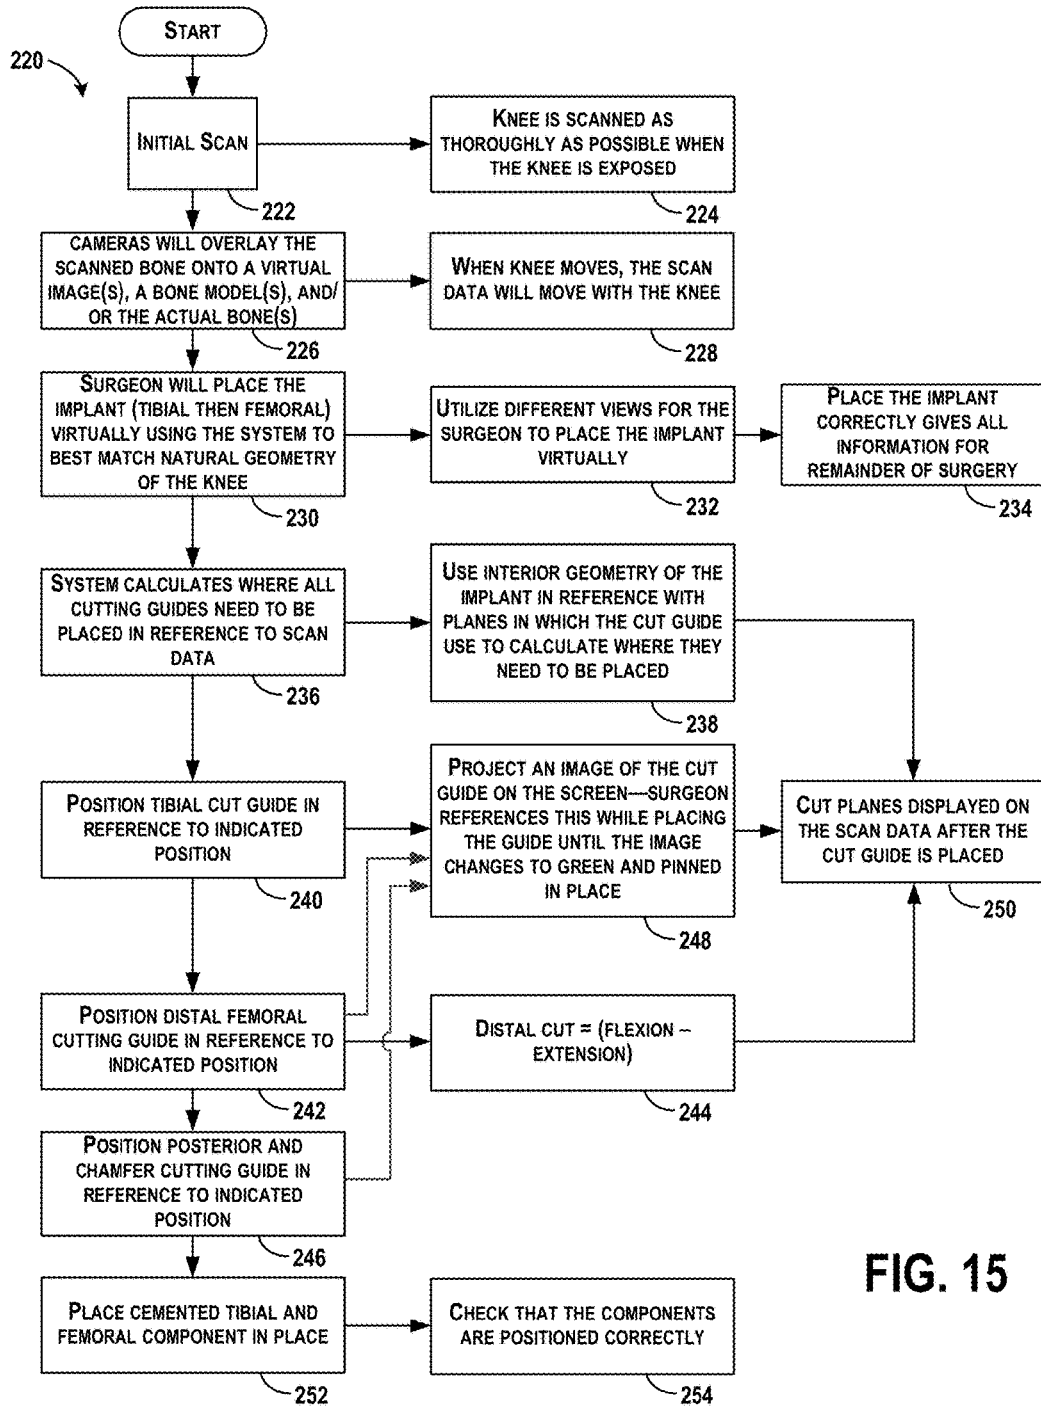 START
220
INITIAL SCAN
222
KNEE IS SCANNED AS
THOROUGHLY AS POSSIBLE WHEN
THE KNEE IS EXPOSED
224
CAMERAS WILL OVERLAY THE
SCANNED BONE ONTO A VIRTUAL
IMAGE(S), A BONE MODEL(S), AND/
OR THE ACTUAL BONE(S)
226
WHEN KNEE MOVES, THE SCAN
DATA WILL MOVE WITH THE KNEE
228
SURGEON WILL PLACE THE
IMPLANT (TIBIAL THEN FEMORAL)
VIRTUALLY USING THE SYSTEM TO
BEST MATCH NATURAL GEOMETRY
OF THE KNEE
230
UTILIZE DIFFERENT VIEWS FOR THE
SURGEON TO PLACE THE IMPLANT
VIRTUALLY
232
PLACE THE IMPLANT
CORRECTLY GIVES ALL
INFORMATION FOR
REMAINDER OF SURGERY
234
SYSTEM CALCULATES WHERE ALL
CUTTING GUIDES NEED TO BE
PLACED IN REFERENCE TO SCAN
DATA
236
USE INTERIOR GEOMETRY OF THE
IMPLANT IN REFERENCE WITH
PLANES IN WHICH THE CUT GUIDE
USE TO CALCULATE WHERE THEY
NEED TO BE PLACED
238
POSITION TIBIAL CUT GUIDE IN
REFERENCE TO INDICATED
POSITION
240
PROJECT AN IMAGE OF THE CUT
GUIDE ON THE SCREEN—SURGEON
REFERENCES THIS WHILE PLACING
THE GUIDE UNTIL THE IMAGE
CHANGES TO GREEN AND PINNED
IN PLACE
248
CUT PLANES DISPLAYED ON
THE SCAN DATA AFTER THE
CUT GUIDE IS PLACED
250
POSITION DISTAL FEMORAL
CUTTING GUIDE IN REFERENCE TO
INDICATED POSITION
242
DISTAL CUT = (FLEXION –
EXTENSION)
244
POSITION POSTERIOR AND
CHAMFER CUTTING GUIDE IN
REFERENCE TO INDICATED
POSITION
246
PLACE CEMENTED TIBIAL AND
FEMORAL COMPONENT IN PLACE
252
CHECK THAT THE COMPONENTS
ARE POSITIONED CORRECTLY
254
FIG. 15